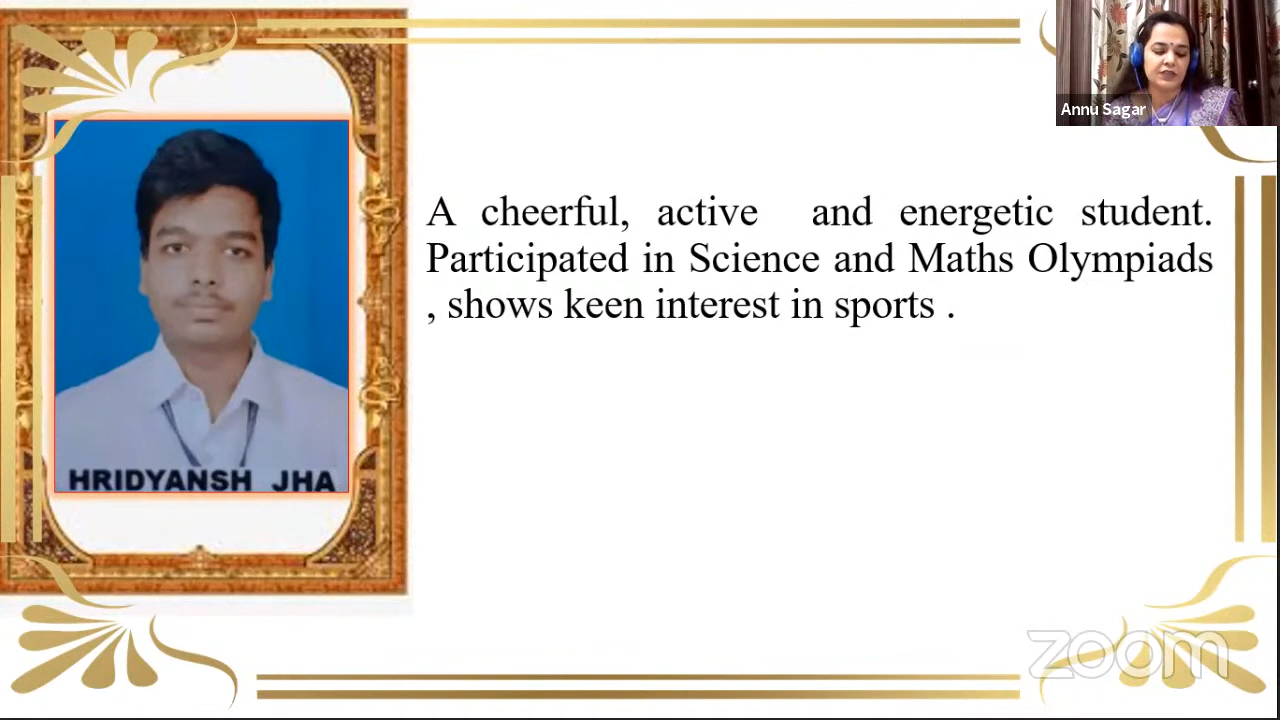 Annu Sagar
A cheerful, active and energetic student.
Participated in Science and Maths Olympiads
, shows keen interest in sports .
HRIDYANSH JHA
zoom